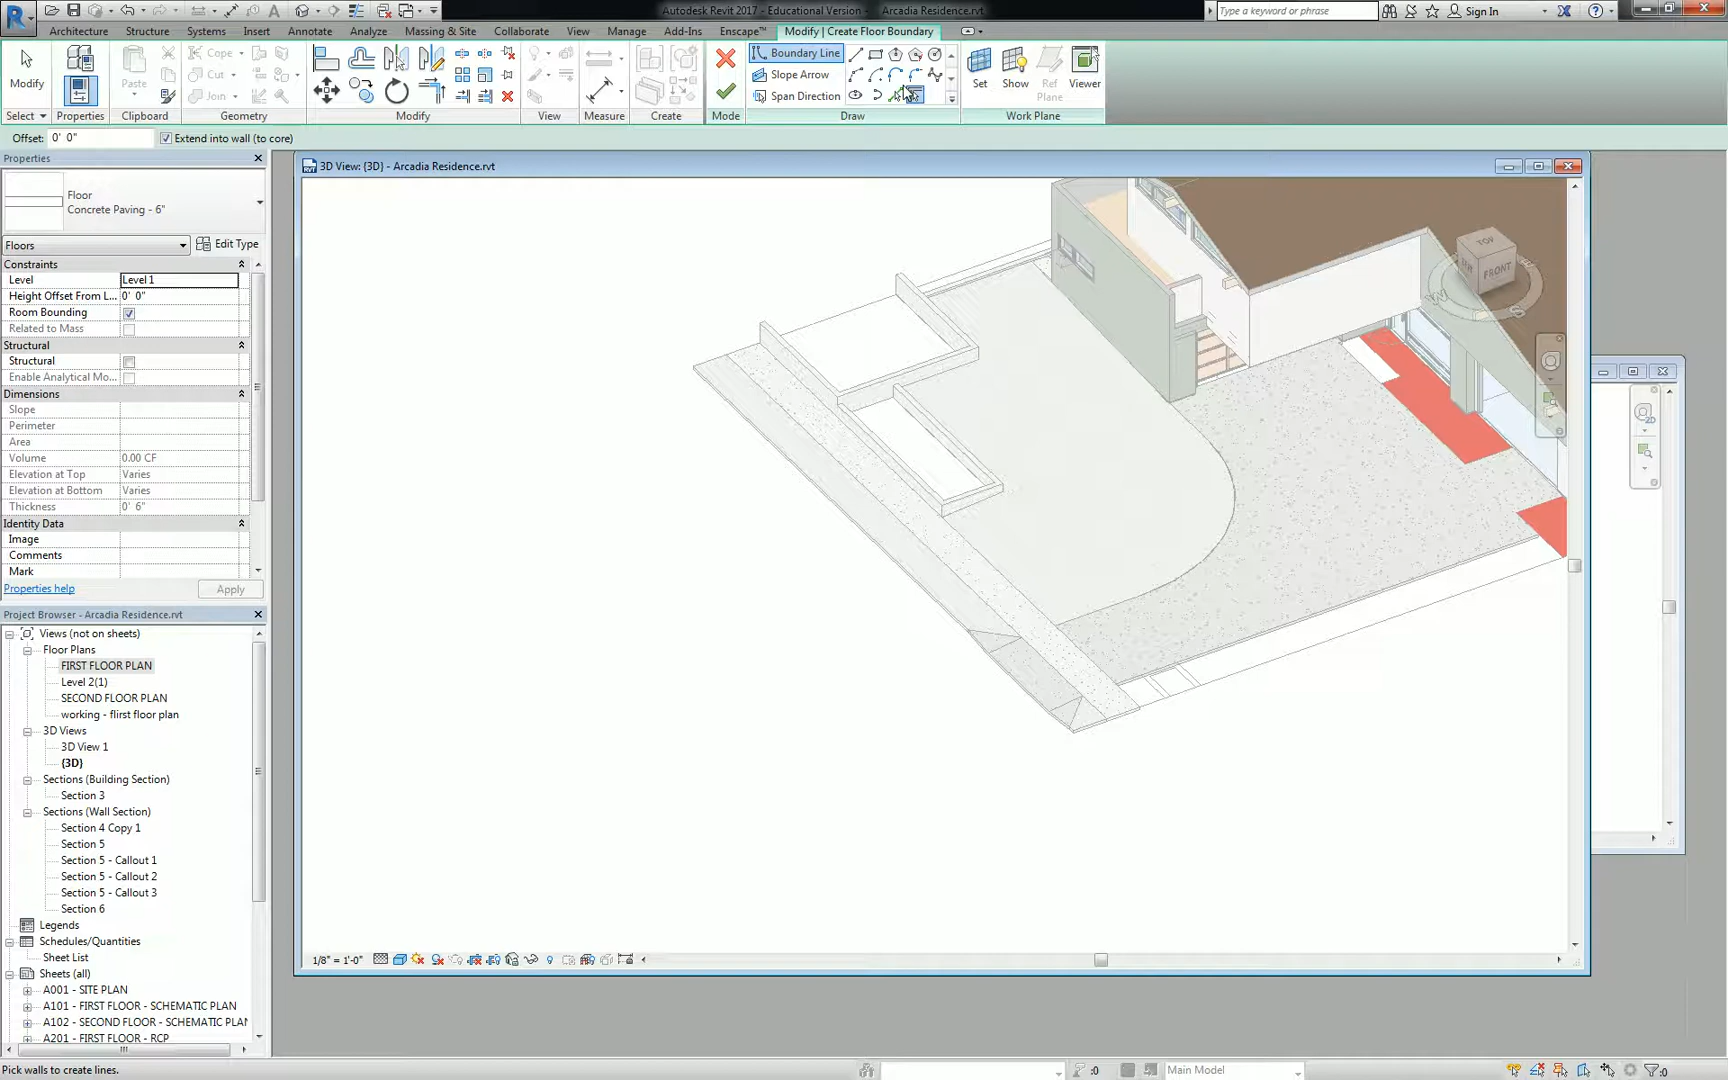 Autodesk Revit 2017 - Educational Version - Arcadia Residence.rvt
Type a keyword or phrase
Sign In
Architecture Structure Systems Insert Annotate Analyze Massing & Site Collaborate View Manage Add-Ins Enscape™ Modify | Create Floor Boundary
Modify
Properties
Paste
Cope
Cut
Join
Boundary Line
Slope Arrow
Span Direction
Set
Show
Ref Plane
Viewer
Select Properties Clipboard Geometry Modify View Measure Create Mode Draw Work Plane
Offset: 0' 0" Extend into wall (to core)
Properties
3D View: {3D} - Arcadia Residence.rvt
Floor
Concrete Paving - 6"
Floors
Edit Type
Constraints
Level Level 1
Height Offset From L... 0' 0"
Room Bounding
Related to Mass
Structural
Structural
Enable Analytical Mo...
Dimensions
Slope
Perimeter
Area
Volume 0.00 CF
Elevation at Top Varies
Elevation at Bottom Varies
Thickness 0' 6"
Identity Data
Image
Comments
Mark
Properties help Apply
TOP
FRONT
Project Browser - Arcadia Residence.rvt
Views (not on sheets)
Floor Plans
FIRST FLOOR PLAN
Level 2(1)
SECOND FLOOR PLAN
working - flirst floor plan
3D Views
3D View 1
{3D}
Sections (Building Section)
Section 3
Sections (Wall Section)
Section 4 Copy 1
Section 5
Section 5 - Callout 1
Section 5 - Callout 2
Section 5 - Callout 3
Section 6
Legends
Schedules/Quantities
Sheet List
Sheets (all)
A001 - SITE PLAN
A101 - FIRST FLOOR - SCHEMATIC PLAN
A102 - SECOND FLOOR - SCHEMATIC PLAN
A201 - FIRST FLOOR - RCP
1/8" = 1'-0"
Pick walls to create lines.
:0
Main Model
:0